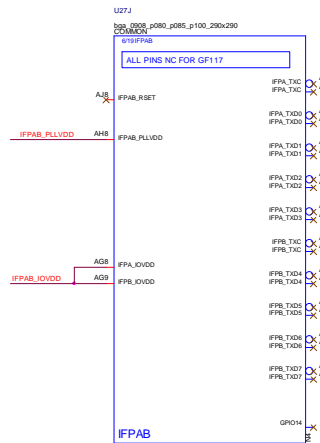 U27J
bga_0908_p080_p085_p100_290x290
COMMON
6/19 IFPAB
ALL PINS NC FOR GF117
AJ8
IFPAB_RSET
IFPAB_PLLVDD
AH8
IFPAB_PLLVDD
IFPAB_IOVDD
AG8
IFPA_IOVDD
AG9
IFPB_IOVDD
IFPA_TXC
IFPA_TXC
IFPA_TXD0
IFPA_TXD0
IFPA_TXD1
IFPA_TXD1
IFPA_TXD2
IFPA_TXD2
IFPA_TXD3
IFPA_TXD3
IFPB_TXC
IFPB_TXC
IFPB_TXD4
IFPB_TXD4
IFPB_TXD5
IFPB_TXD5
IFPB_TXD6
IFPB_TXD6
IFPB_TXD7
IFPB_TXD7
GPIO14
N4
IFPAB